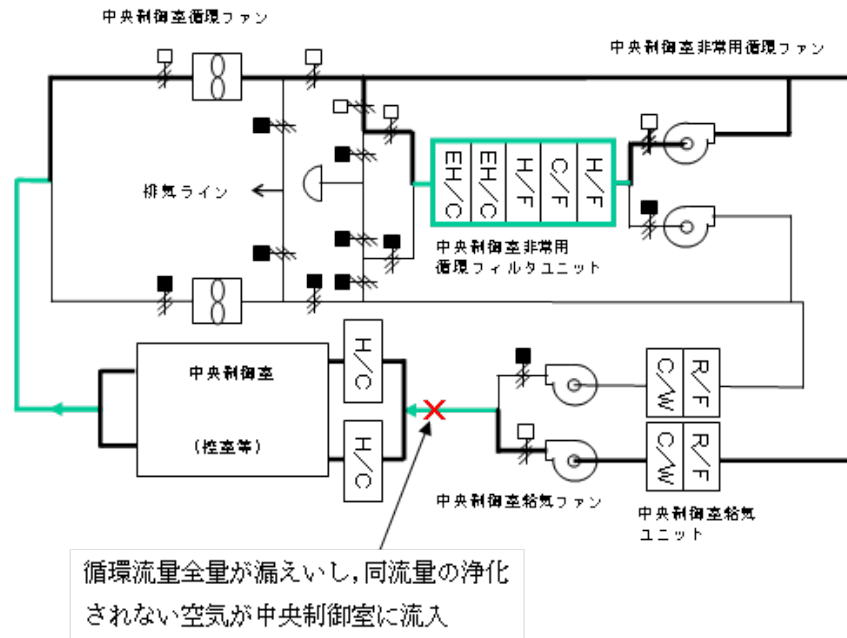 中央制御室循環ファン
中央制御室非常用循環ファン
排気ライン
EH/C
EH/C
H/F
C/F
H/F
中央制御室非常用
循環フィルタユニット
中央制御室
(控室等)
H/C
H/C
C/W
R/F
C/W
R/F
中央制御室給気ファン
中央制御室給気
ユニット
循環流量全量が漏えいし,同流量の浄化
されない空気が中央制御室に流入